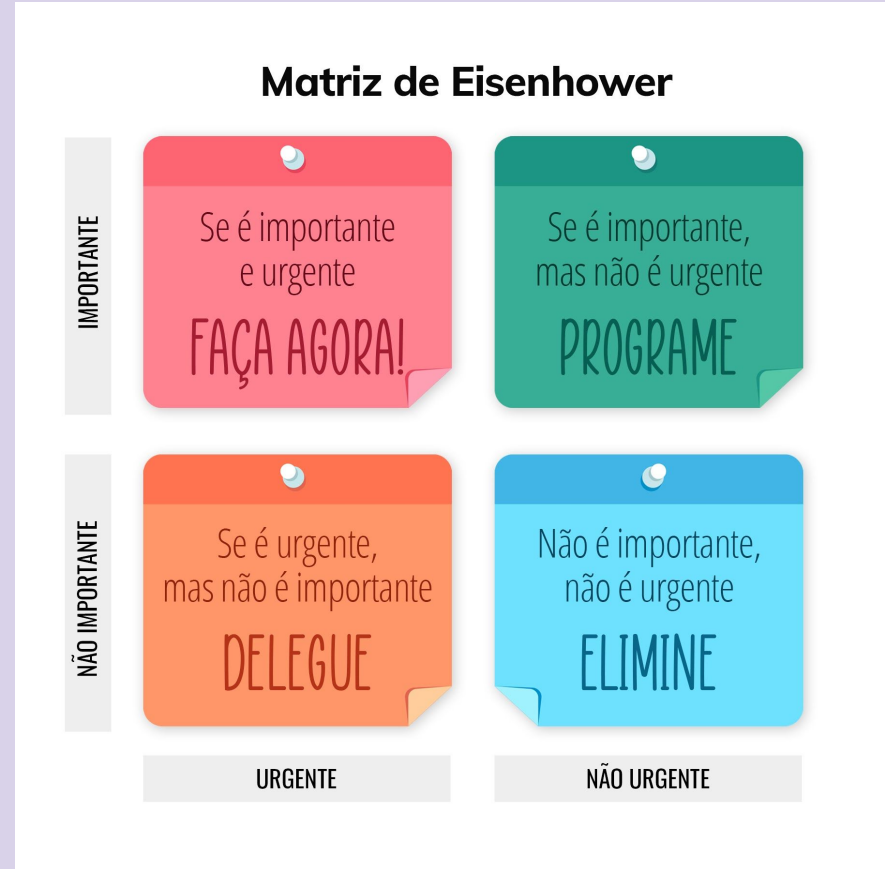 Matriz de Eisenhower
IMPORTANTE
Se é importante
e urgente
FAÇA AGORA!
Se é importante,
mas não é urgente
PROGRAME
NÃO IMPORTANTE
Se é urgente,
mas não é importante
DELEGUE
Não é importante,
não é urgente
ELIMINE
URGENTE
NÃO URGENTE